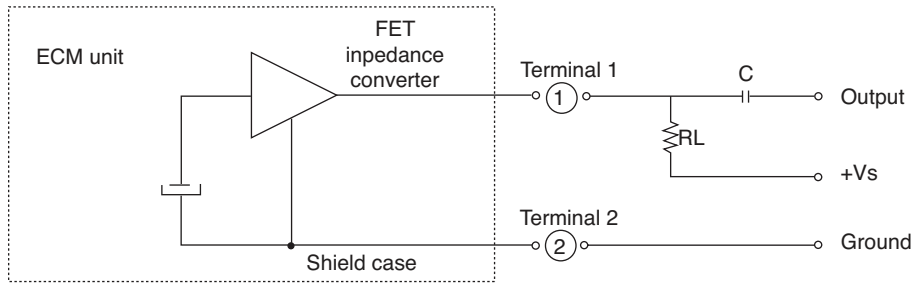 ECM unit
FET
inpedance
converter
Terminal 1
1
C
Output
RL
+Vs
Terminal 2
2
Ground
Shield case